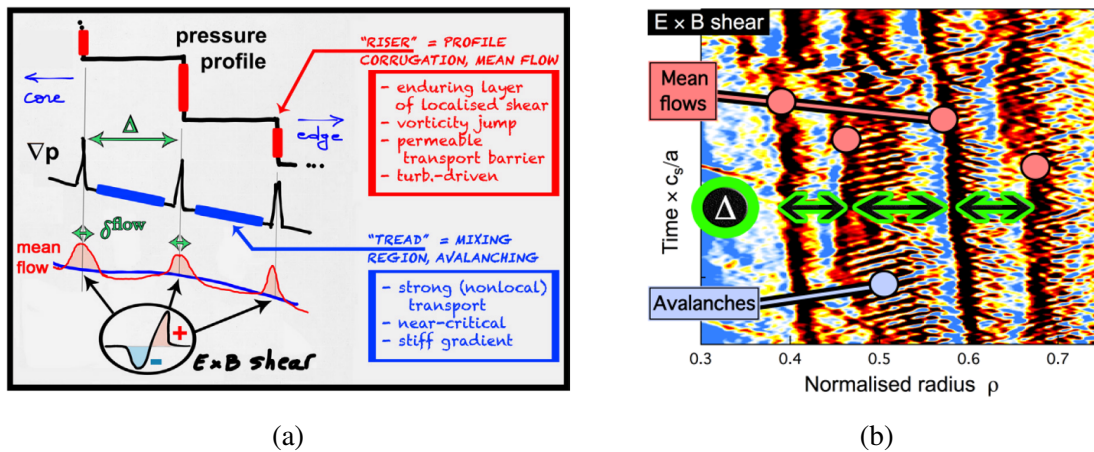 pressure
profile
core
edge
Δ
∇p
δflow
mean
flow
+
-
E×B shear
"RISER" = PROFILE
CORRUGATION, MEAN FLOW
- enduring layer
of localised shear
- vorticity jump
- permeable
transport barrier
- turb.-driven
"TREAD" = MIXING
REGION, AVALANCHING
- strong (nonlocal)
transport
- near-critical
- stiff gradient
(a)
E × B shear
Mean
flows
Δ
Avalanches
Time × c_s/a
0.3 0.4 0.5 0.6 0.7
Normalised radius ρ
(b)